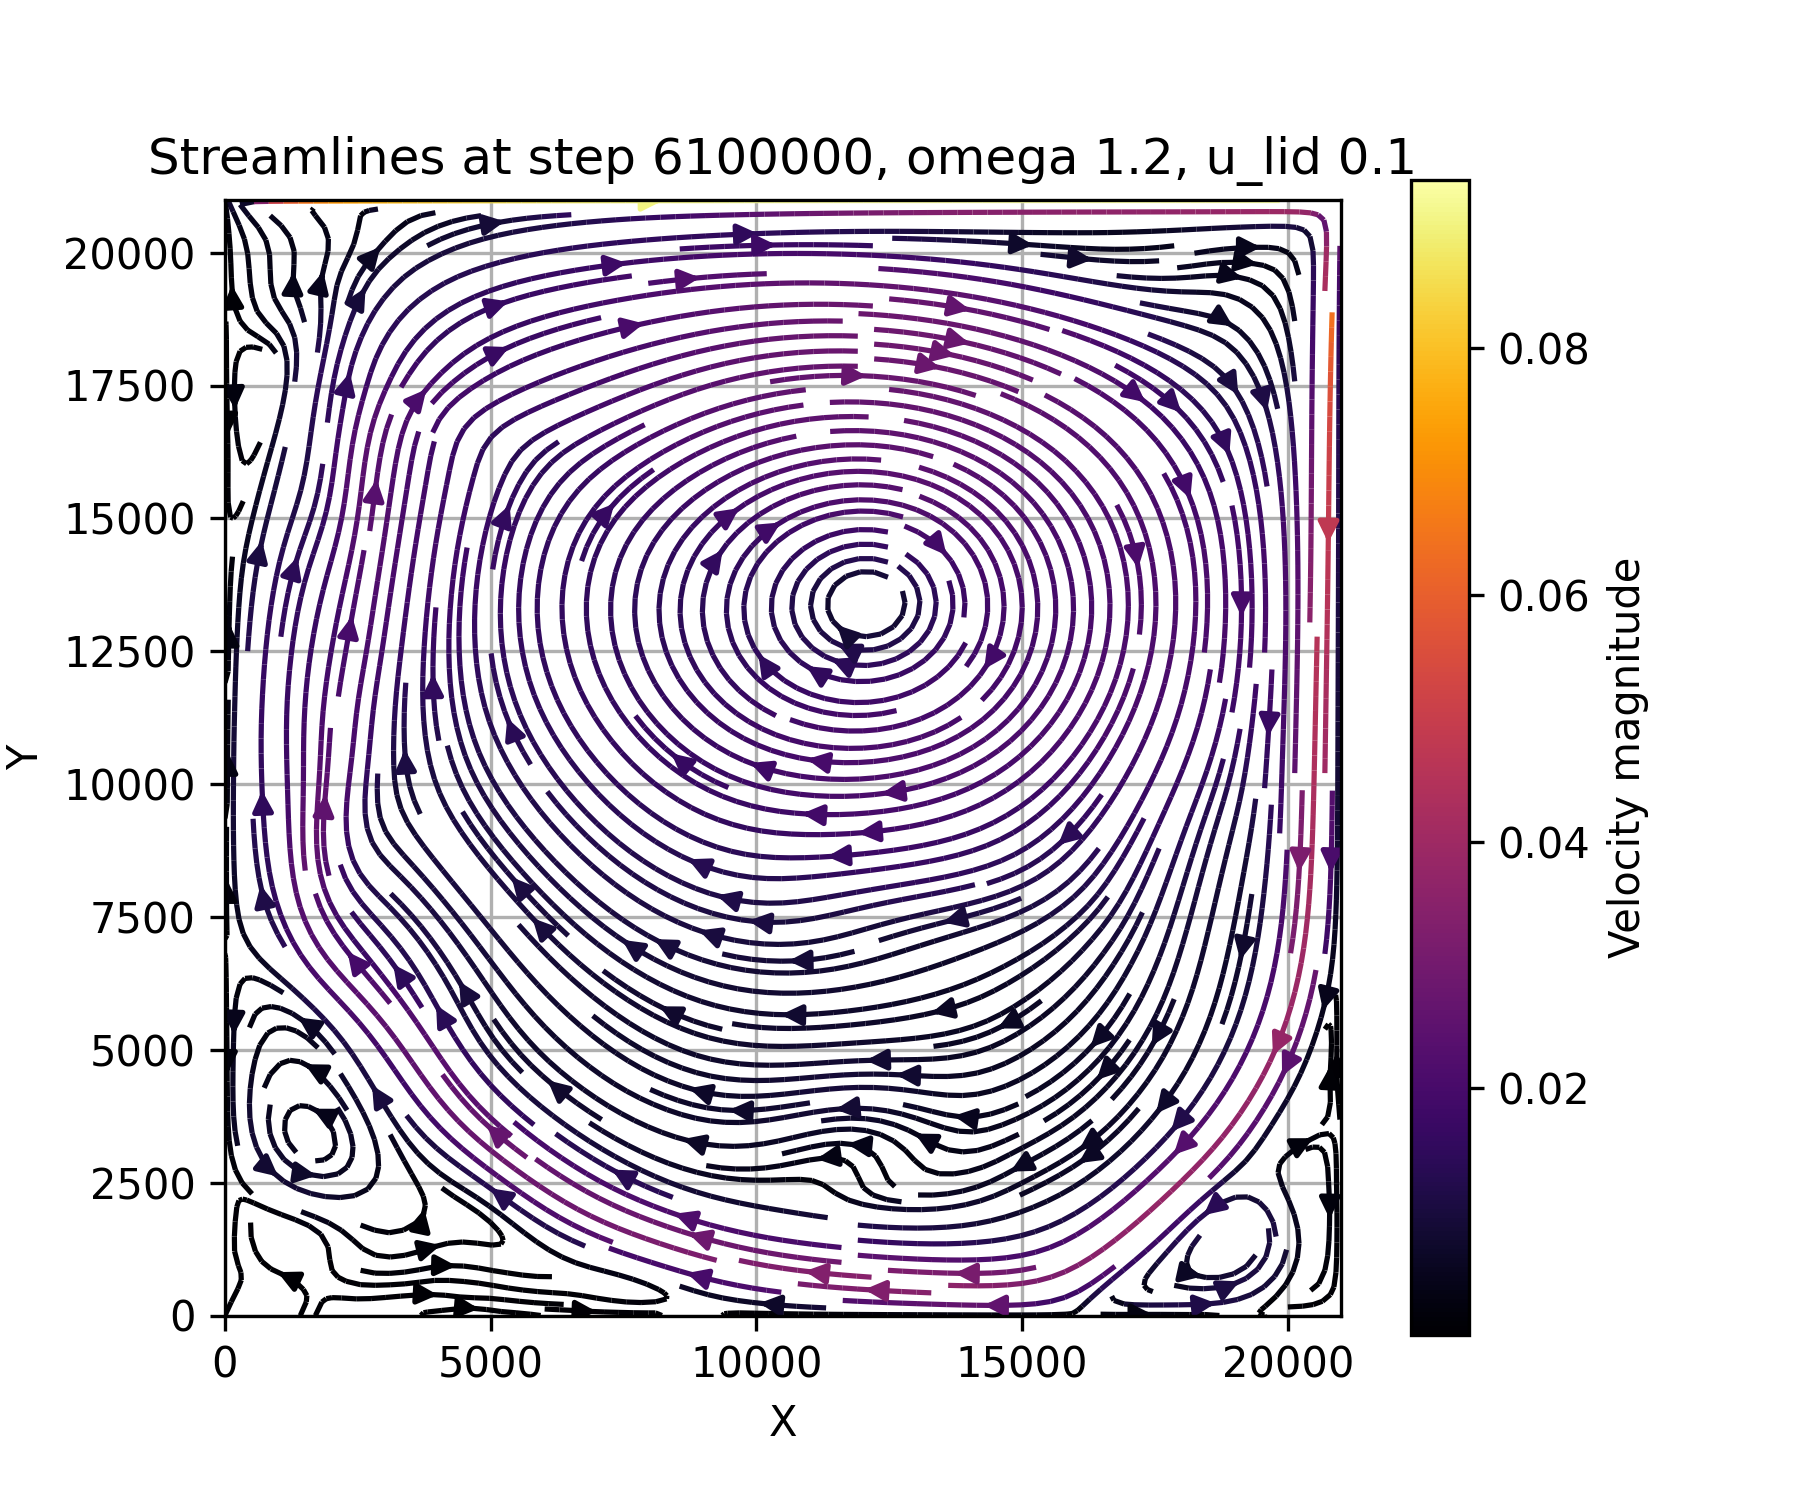 Streamlines at step 6100000, omega 1.2, u_lid 0.1
20000
17500
15000
12500
10000
7500
5000
2500
0
Y
0 5000 10000 15000 20000
X
0.08
0.06
0.04
0.02
Velocity magnitude